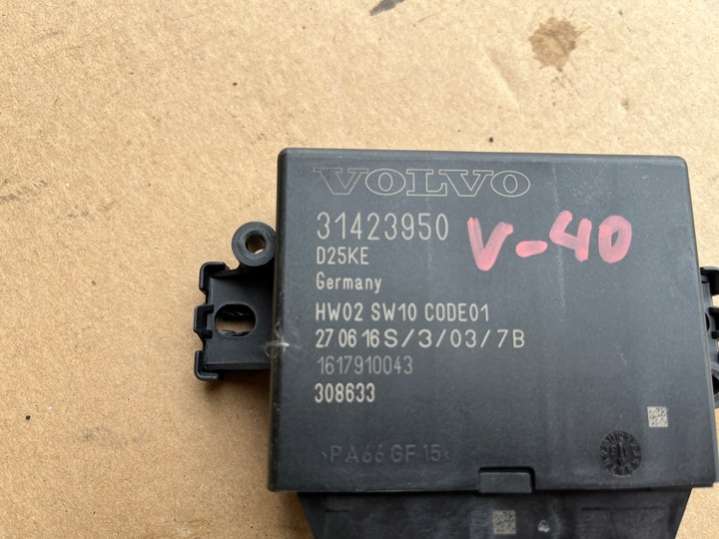 VOLVO
31423950 V-40
D25KE
Germany
HW02 SW10 CODE01
27 06 16 S/3/03/7B
1617910043
308633
>PA66 GF15<